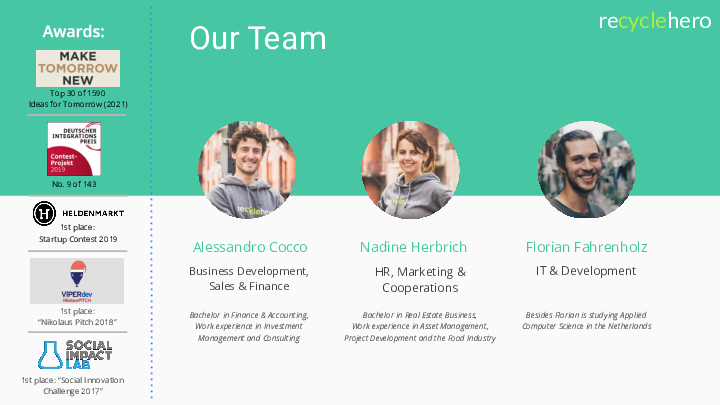 Awards:
MAKE
TOMORROW
NEW
Top 30 of 1590
Ideas for Tomorrow (2021)
DEUTSCHER
INTEGRATIONS
PREIS
Contest-
Projekt
2019
No. 9 of 143
H HELDENMARKT
1st place:
Startup Contest 2019
VIPERdev
NIKOLAUSPITCH
1st place:
“Nikolaus Pitch 2018”
SOCIAL
IMPACT
LAB
1st place: “Social Innovation
Challenge 2017”
Our Team
recyclehero
Alessandro Cocco
Business Development,
Sales & Finance
Bachelor in Finance & Accounting,
Work experience in Investment
Management and Consulting
Nadine Herbrich
HR, Marketing &
Cooperations
Bachelor in Real Estate Business,
Work experience in Asset Management,
Project Development and the Food Industry
Florian Fahrenholz
IT & Development
Besides Florian is studying Applied
Computer Science in the Netherlands